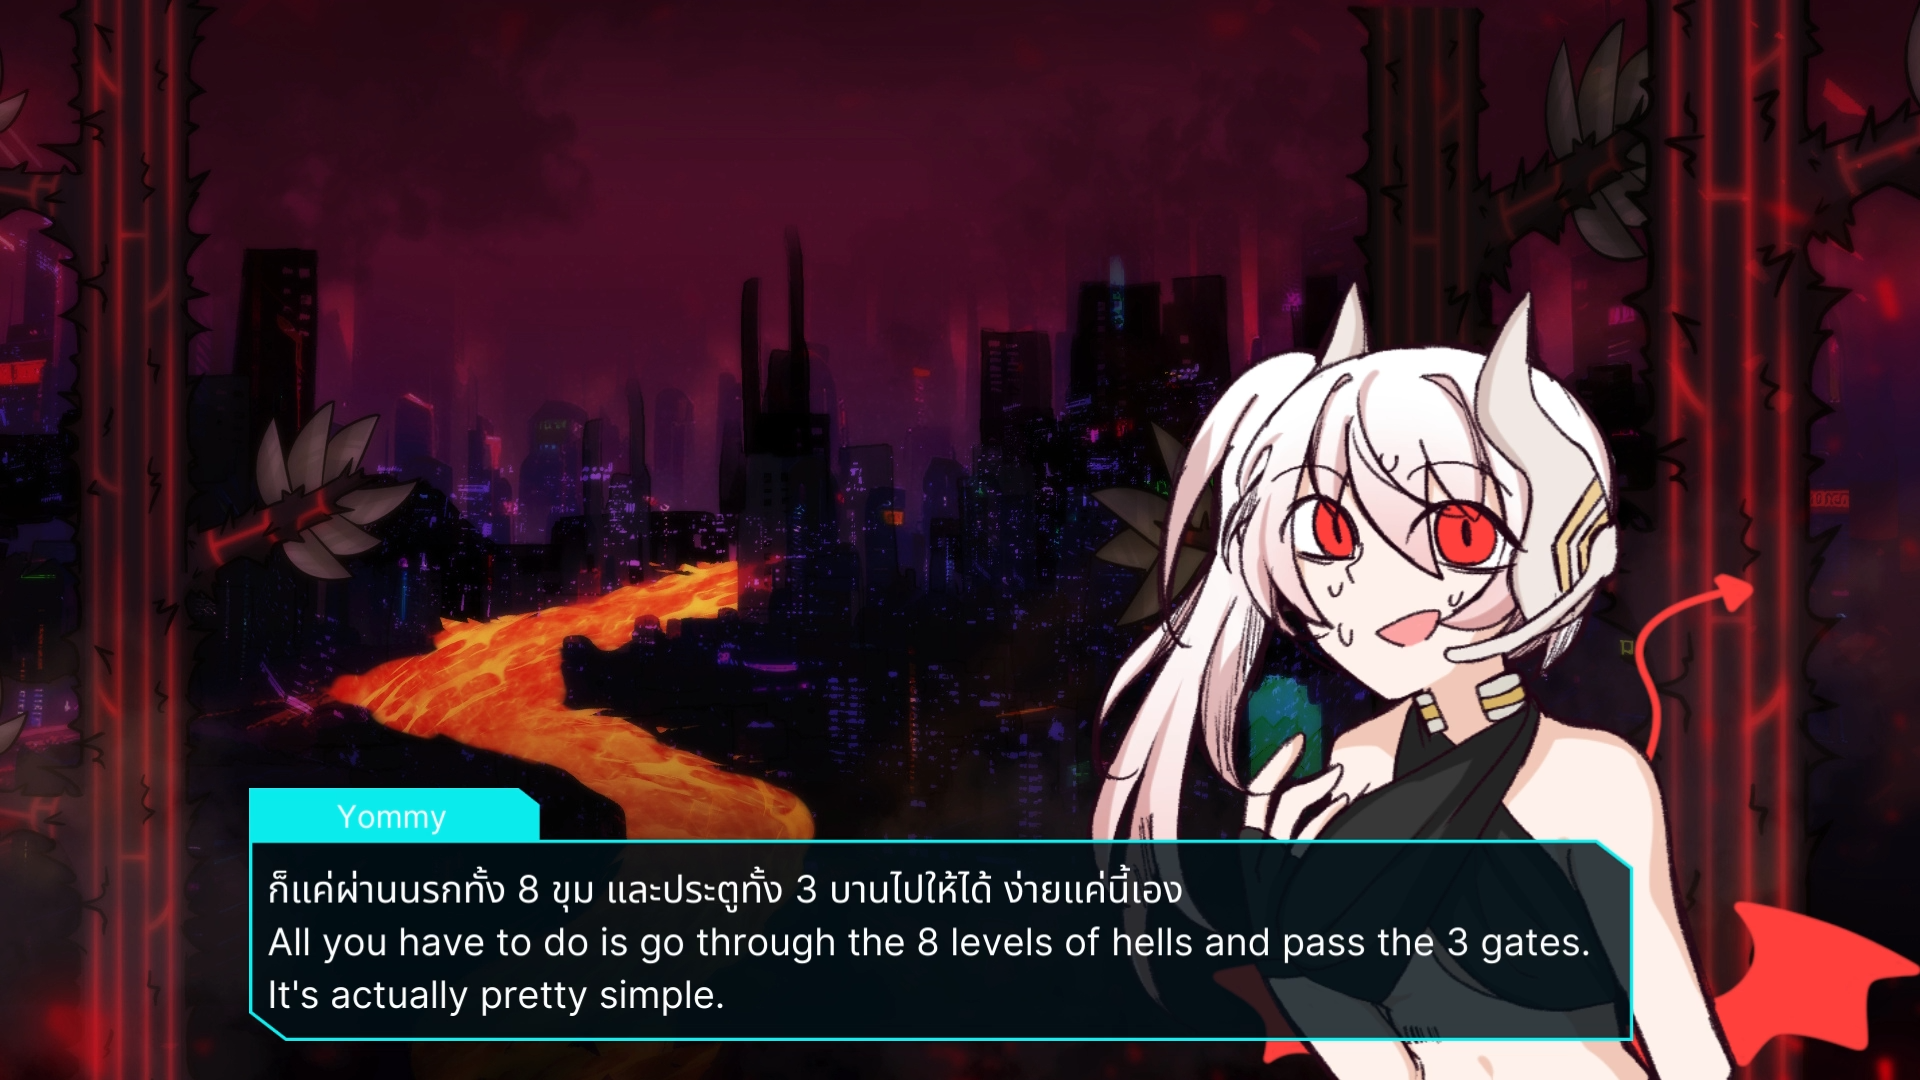 Yommy
ก็แค่ผ่านนรกทั้ง 8 ขุม และประตูทั้ง 3 บานไปให้ได้ ง่ายแค่นี้เอง
All you have to do is go through the 8 levels of hells and pass the 3 gates.
It's actually pretty simple.